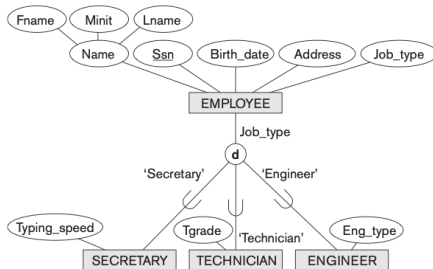 Fname Minit Lname
Name Ssn Birth_date Address Job_type
EMPLOYEE
Job_type
d
'Secretary' 'Engineer'
Typing_speed Tgrade 'Technician' Eng_type
SECRETARY TECHNICIAN ENGINEER